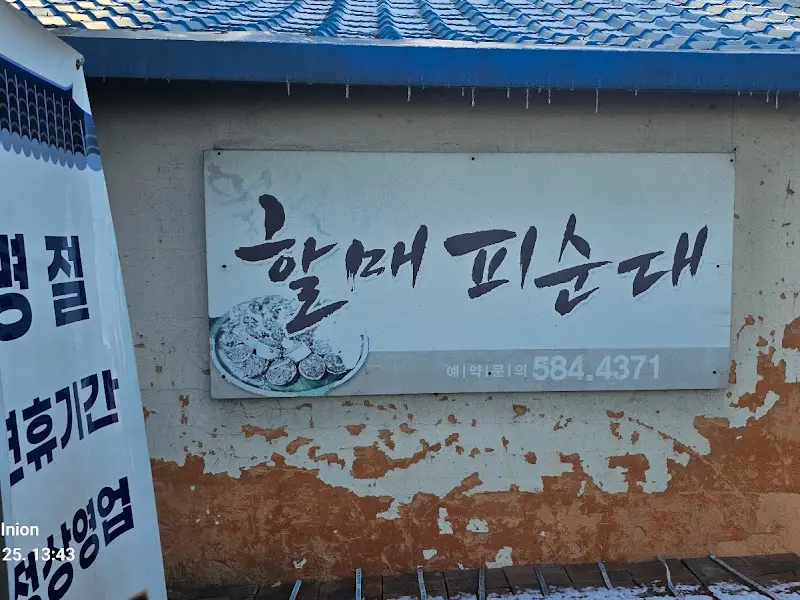 할매 피순대
예|약|문|의 584.4371
명절
연휴기간
정상영업
Inion
25. 13:43